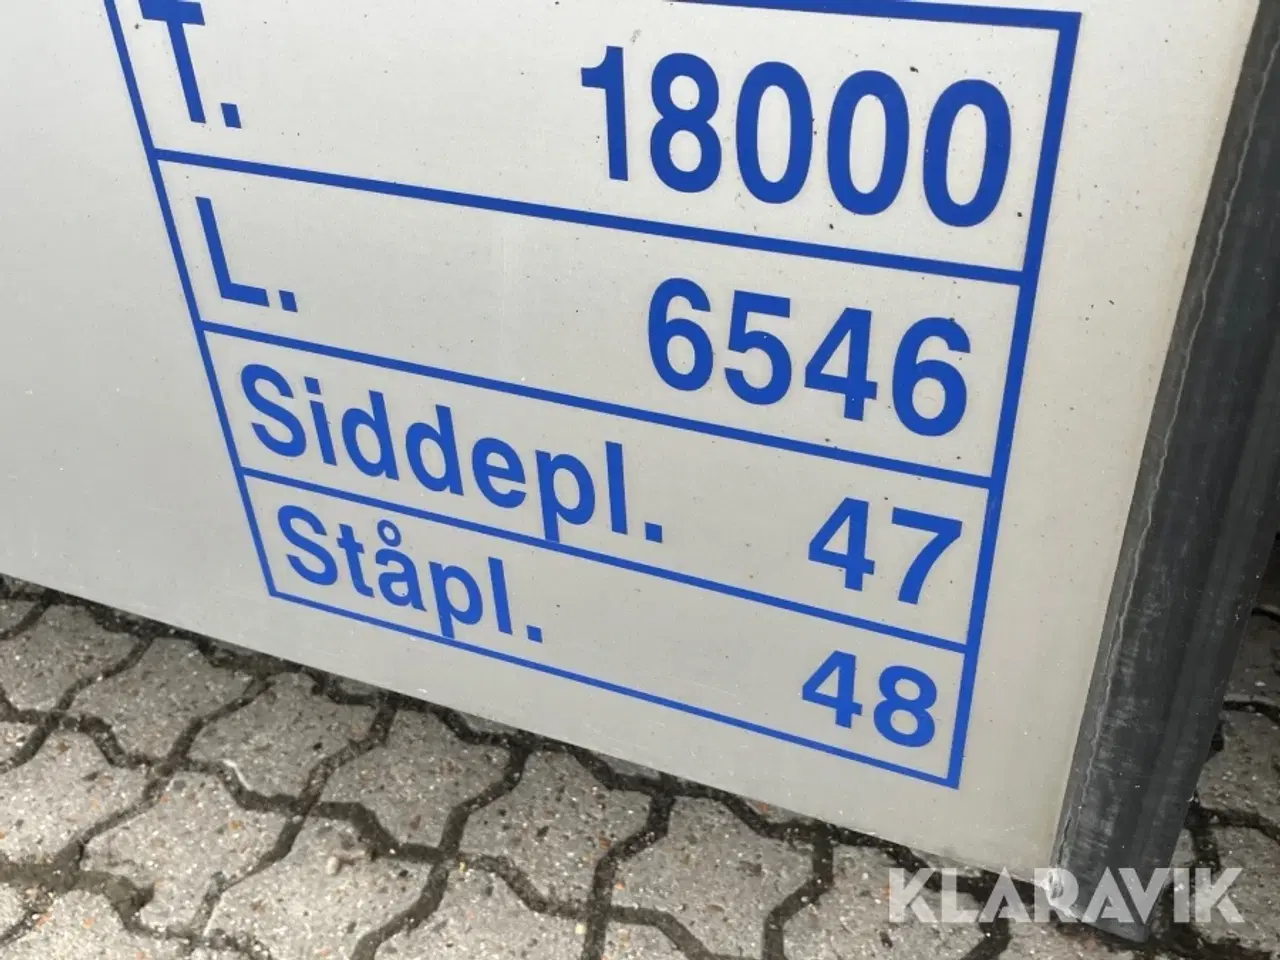 T. 18000
L. 6546
Siddepl. 47
Ståpl. 48
KLARAVIK